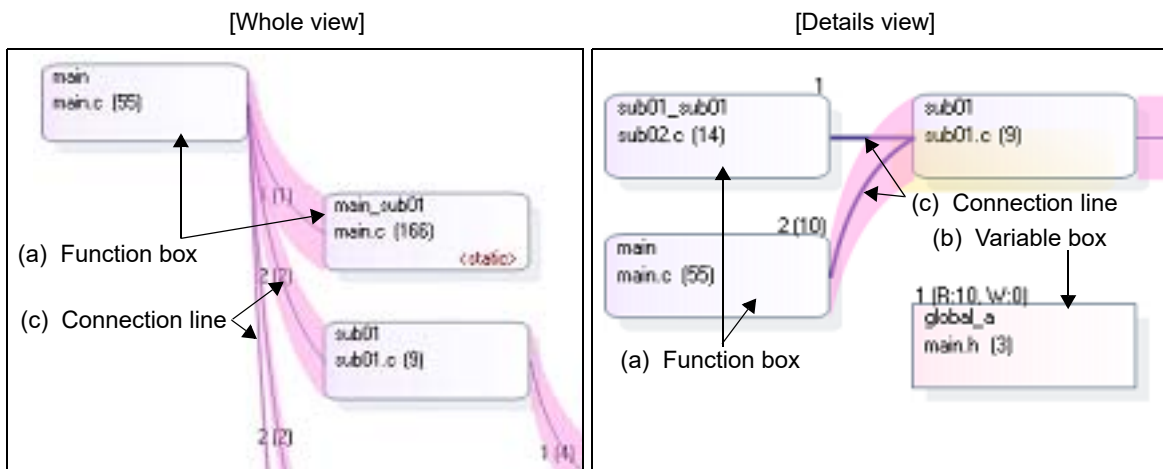 [Whole view]
main
main.c (55)
1 (1)
main_sub01
main.c (166)
<static>
(a) Function box
2 (2)
(c) Connection line
sub01
sub01.c (9)
2 (2)
1 (4)
[Details view]
1
sub01_sub01
sub02.c (14)
sub01
sub01.c (9)
(c) Connection line
2 (10)
main
main.c (55)
(b) Variable box
1 (R:10, W:0)
global_a
main.h (3)
(a) Function box